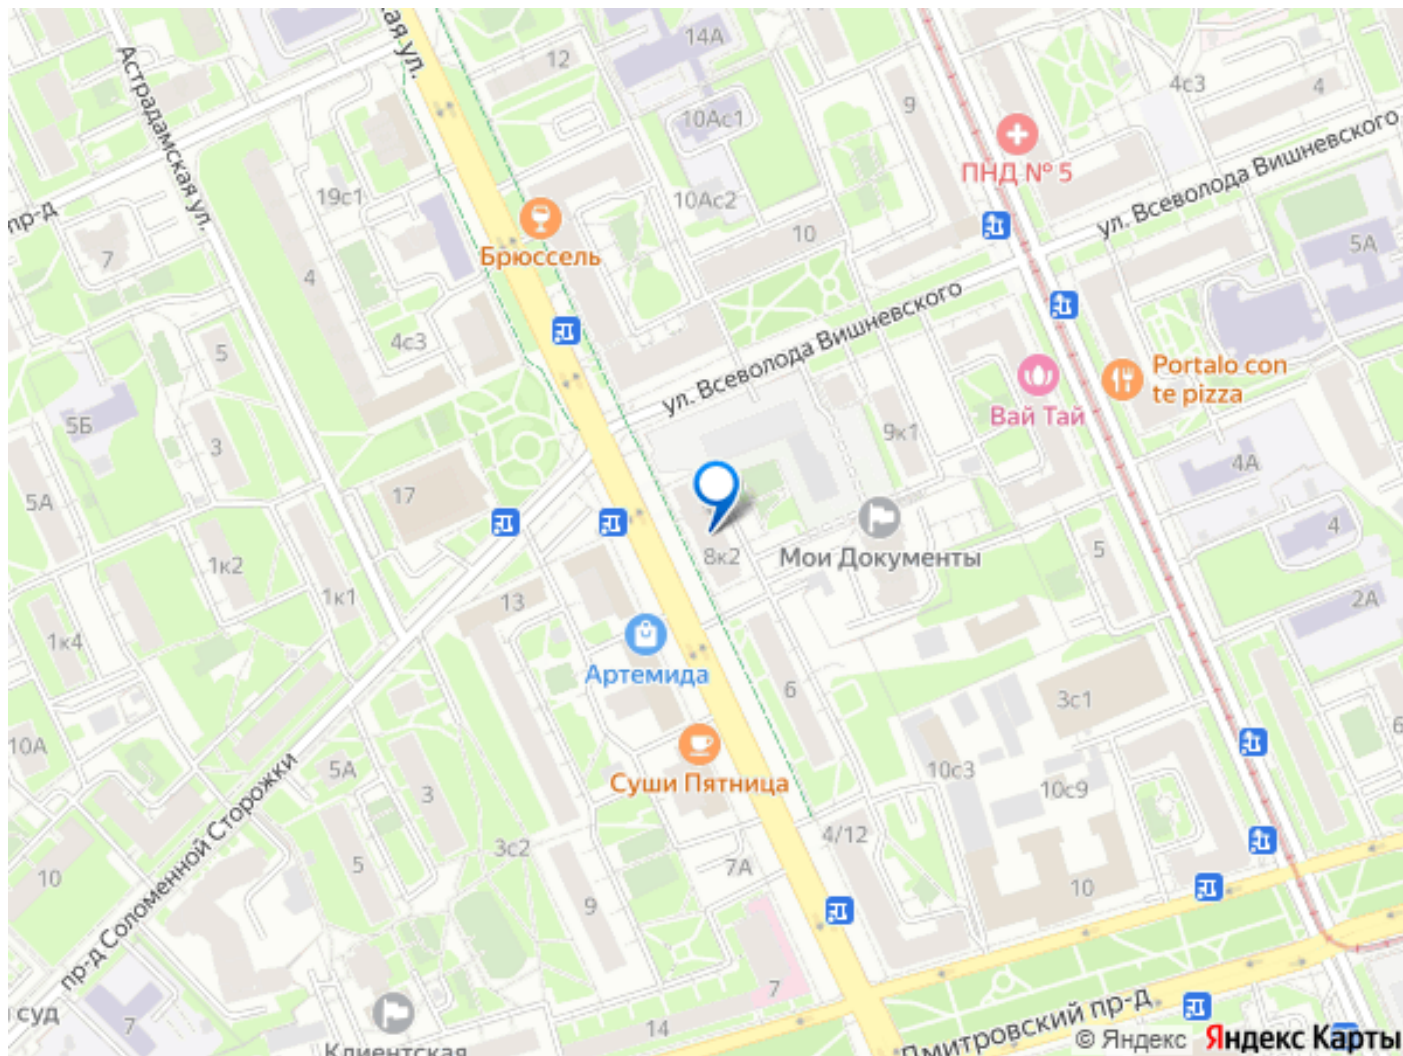 14А
12
10Ас1
9
4с3
4
Астрадамская ул.
ул. Всеволода Вишневского
ПНД № 5
19с1
10Ас2
пр-д
7
Брюссель
10
5А
4
4с3
ул. Всеволода Вишневского
5
Portalo con
te pizza
Вай Тай
5Б
3
9к1
4А
5А
17
4
Мои Документы
8к2
5
1к2
1к1
13
2А
1к4
Артемида
6
3с1
10А
Суши Пятница
5А
3
10с3
10с9
пр-д Соломенной Сторожки
4/12
3с2
7А
5
10
10
9
7
суд
7
14
Клиентская
Дмитровский пр-д
© Яндекс Яндекс Карты